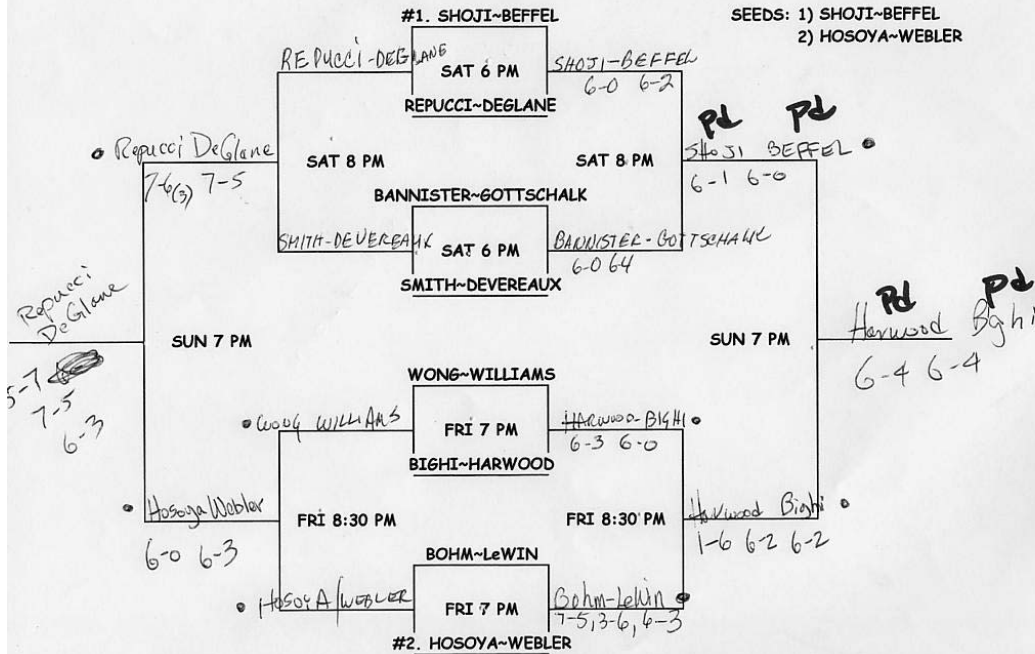 #1. SHOJI~BEFFEL
SEEDS: 1) SHOJI~BEFFEL
2) HOSOYA~WEBLER
REPUCCI-DEGLANE
SAT 6 PM
SHOJI-BEFFEL
6-0 6-2
REPUCCI~DEGLANE
Pd Pd
Repucci DeGlane
SAT 8 PM
SAT 8 PM
SHOJI BEFFEL
7-6(3) 7-5
6-1 6-0
BANNISTER~GOTTSCHALK
SMITH-DEVEREAUX
SAT 6 PM
BANNISTER-GOTTSCHALK
6-0 64
SMITH~DEVEREAUX
Repucci
DeGlane
Pd Pd
SUN 7 PM
SUN 7 PM
Harwood Bghi
5-7
7-5
6-3
6-4 6-4
WONG~WILLIAMS
WONG WILLIAMS
FRI 7 PM
HARWOOD-BIGHI
6-3 6-0
BIGHI~HARWOOD
Hosoya Webler
FRI 8:30 PM
FRI 8:30 PM
Harwood Bighi
6-0 6-3
1-6 6-2 6-2
BOHM~LeWIN
HOSOYA/WEBLER
FRI 7 PM
Bohm-LeWin
7-5, 3-6, 6-3
#2. HOSOYA~WEBLER